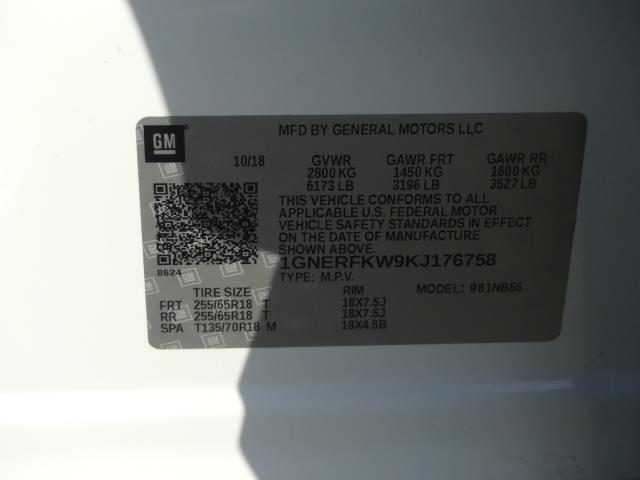 GM
MFD BY GENERAL MOTORS LLC
10/18 GVWR GAWR FRT GAWR RR
2800 KG 1450 KG 1600 KG
6173 LB 3196 LB 3527 LB
THIS VEHICLE CONFORMS TO ALL
APPLICABLE U.S. FEDERAL MOTOR
VEHICLE SAFETY STANDARDS IN EFFECT
ON THE DATE OF MANUFACTURE
SHOWN ABOVE.
8624
1GNERFKW9KJ176758
TYPE: M.P.V. MODEL: 981NB56
TIRE SIZE RIM
FRT 255/65R18 T 18X7.5J
RR 255/65R18 T 18X7.5J
SPA T135/70R18 M 18X4.5B